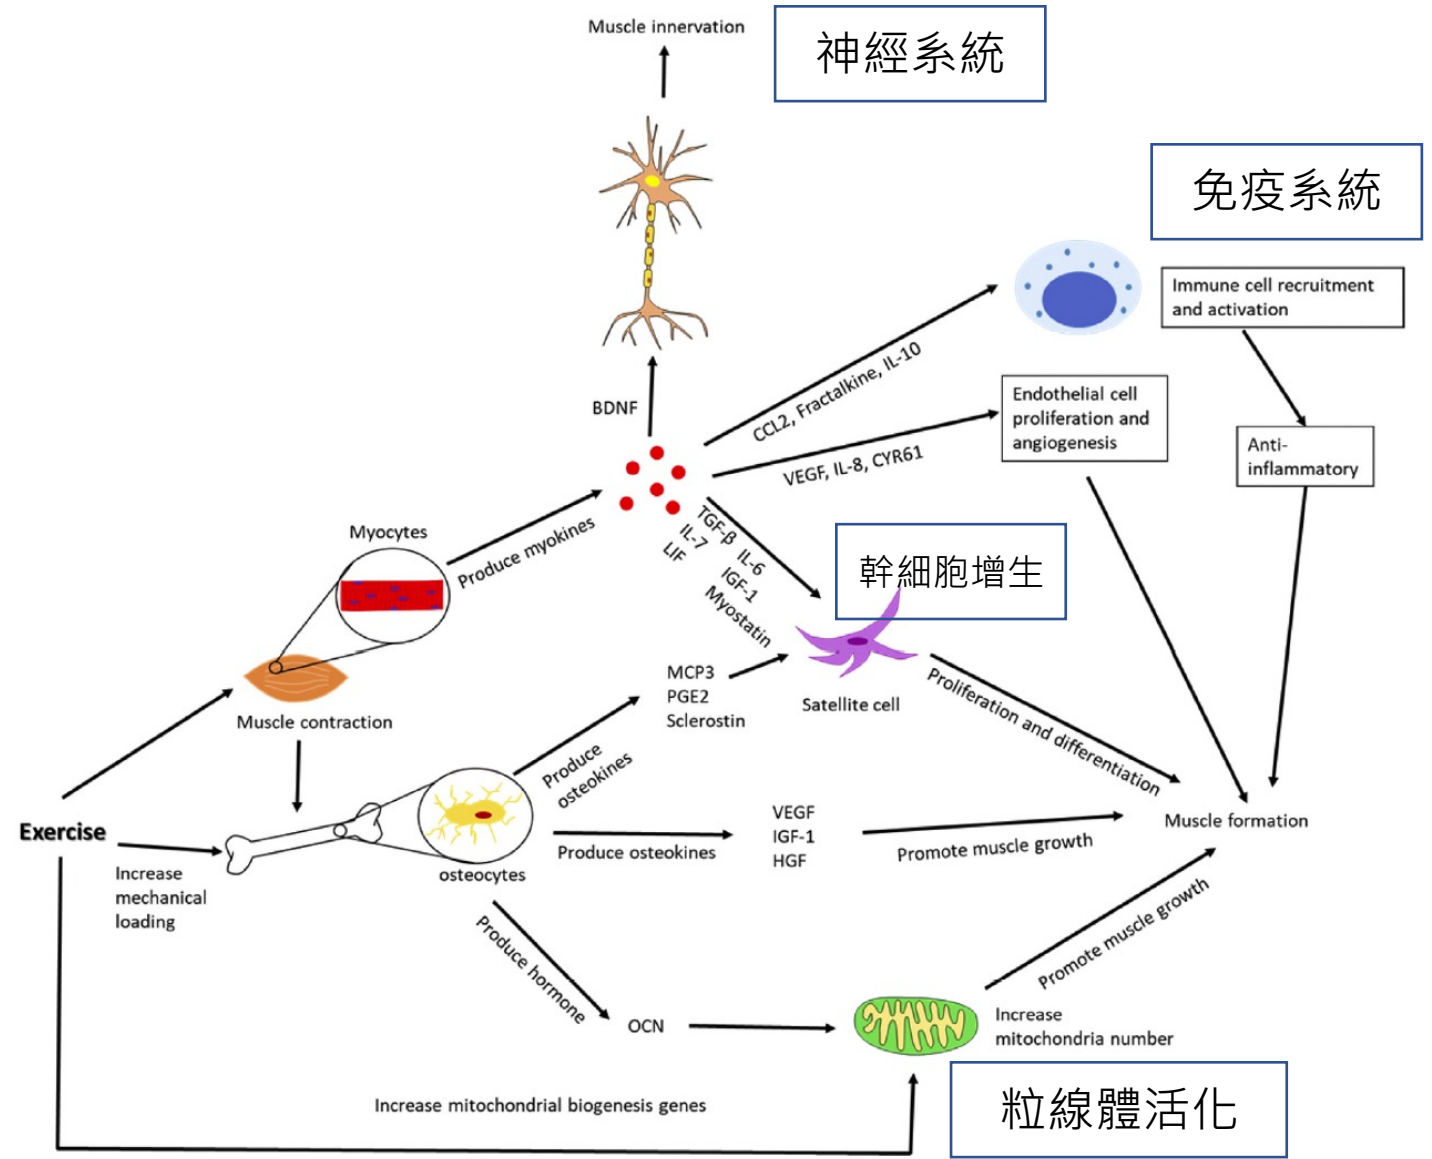 Muscle innervation
神經系統
免疫系統
Immune cell recruitment
and activation
CCL2, Fractalkine, IL-10
BDNF
Endothelial cell
proliferation and
angiogenesis
VEGF, IL-8, CYR61
Anti-
inflammatory
Myocytes
Produce myokines
TGF-β
IL-7
IL-6
LIF
IGF-1
Myostatin
幹細胞增生
MCP3
PGE2
Sclerostin
Satellite cell
Proliferation and differentiation
Muscle contraction
Produce
osteokines
Exercise
Increase
mechanical
loading
osteocytes
Produce osteokines
VEGF
IGF-1
HGF
Promote muscle growth
Muscle formation
Produce hormone
OCN
Promote muscle growth
Increase
mitochondria number
粒線體活化
Increase mitochondrial biogenesis genes